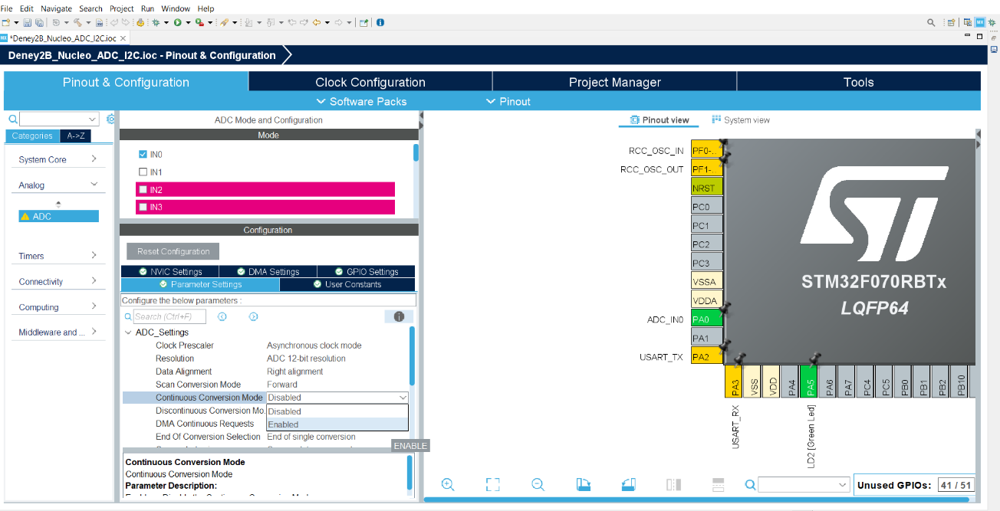 File Edit Navigate Search Project Run Window Help
*Deney2B_Nucleo_ADC_I2C.ioc
Deney2B_Nucleo_ADC_I2C.ioc - Pinout & Configuration
Pinout & Configuration
Clock Configuration
Project Manager
Tools
Software Packs
Pinout
Categories
A->Z
System Core
Analog
ADC
Timers
Connectivity
Computing
Middleware and ...
ADC Mode and Configuration
Mode
IN0
IN1
IN2
IN3
Configuration
Reset Configuration
NVIC Settings
DMA Settings
GPIO Settings
Parameter Settings
User Constants
Configure the below parameters :
Search (Ctrl+F)
ADC_Settings
Clock Prescaler Asynchronous clock mode
Resolution ADC 12-bit resolution
Data Alignment Right alignment
Scan Conversion Mode Forward
Continuous Conversion Mode Disabled
Discontinuous Conversion Mo. Disabled
DMA Continuous Requests Enabled
End Of Conversion Selection End of single conversion
ENABLE
Continuous Conversion Mode
Continuous Conversion Mode
Parameter Description:
Pinout view
System view
RCC_OSC_IN PF0-..
RCC_OSC_OUT PF1-..
NRST
PC0
PC1
PC2
PC3
VSSA
VDDA
ADC_IN0 PA0
PA1
USART_TX PA2
STM32F070RBTx
LQFP64
PA3
VSS
VDD
PA4
PA5
PA6
PA7
PC4
PC5
PB0
PB1
PB2
PB10
USART_RX
LD2 [Green Led]
Unused GPIOs: 41 / 51